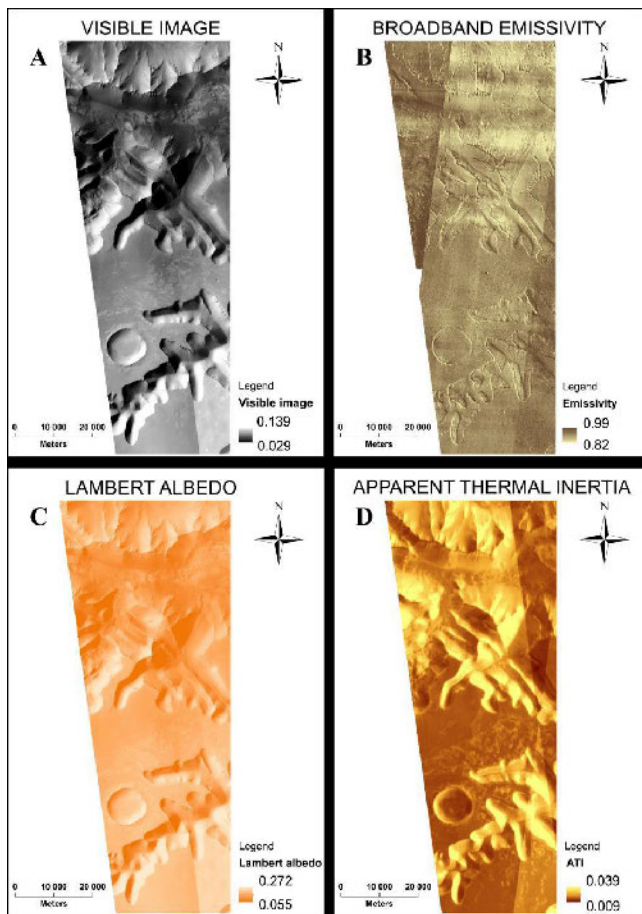 VISIBLE IMAGE
A
N
Legend
Visible image
0.139
0.029
0 10 000 20 000
Meters
BROADBAND EMISSIVITY
B
N
Legend
Emissivity
0.99
0.82
0 10 000 20 000
Meters
LAMBERT ALBEDO
C
N
Legend
Lambert albedo
0.272
0.055
0 10 000 20 000
Meters
APPARENT THERMAL INERTIA
D
N
Legend
ATI
0.039
0.009
0 10 000 20 000
Meters